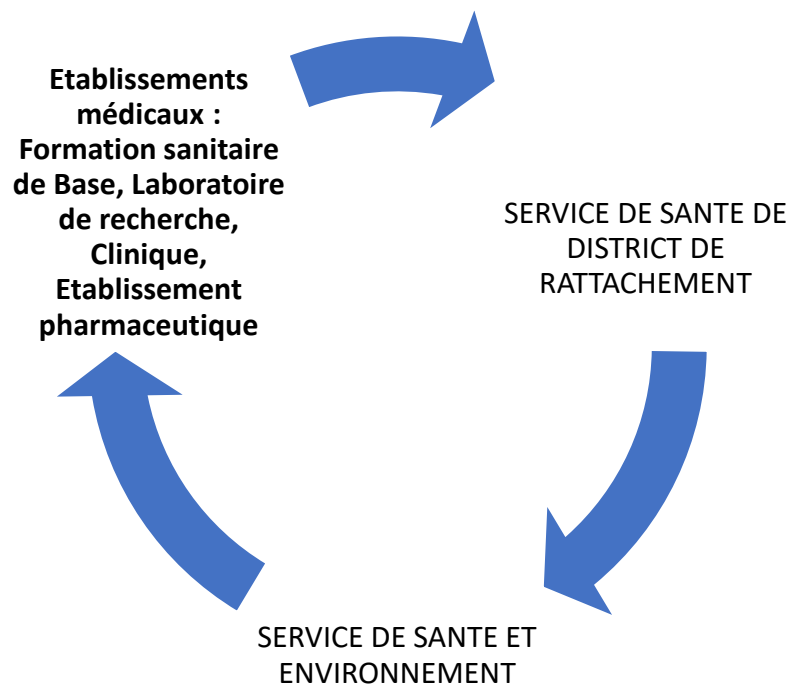 Etablissements
médicaux :
Formation sanitaire
de Base, Laboratoire
de recherche,
Clinique,
Etablissement
pharmaceutique
SERVICE DE SANTE DE
DISTRICT DE
RATTACHEMENT
SERVICE DE SANTE ET
ENVIRONNEMENT